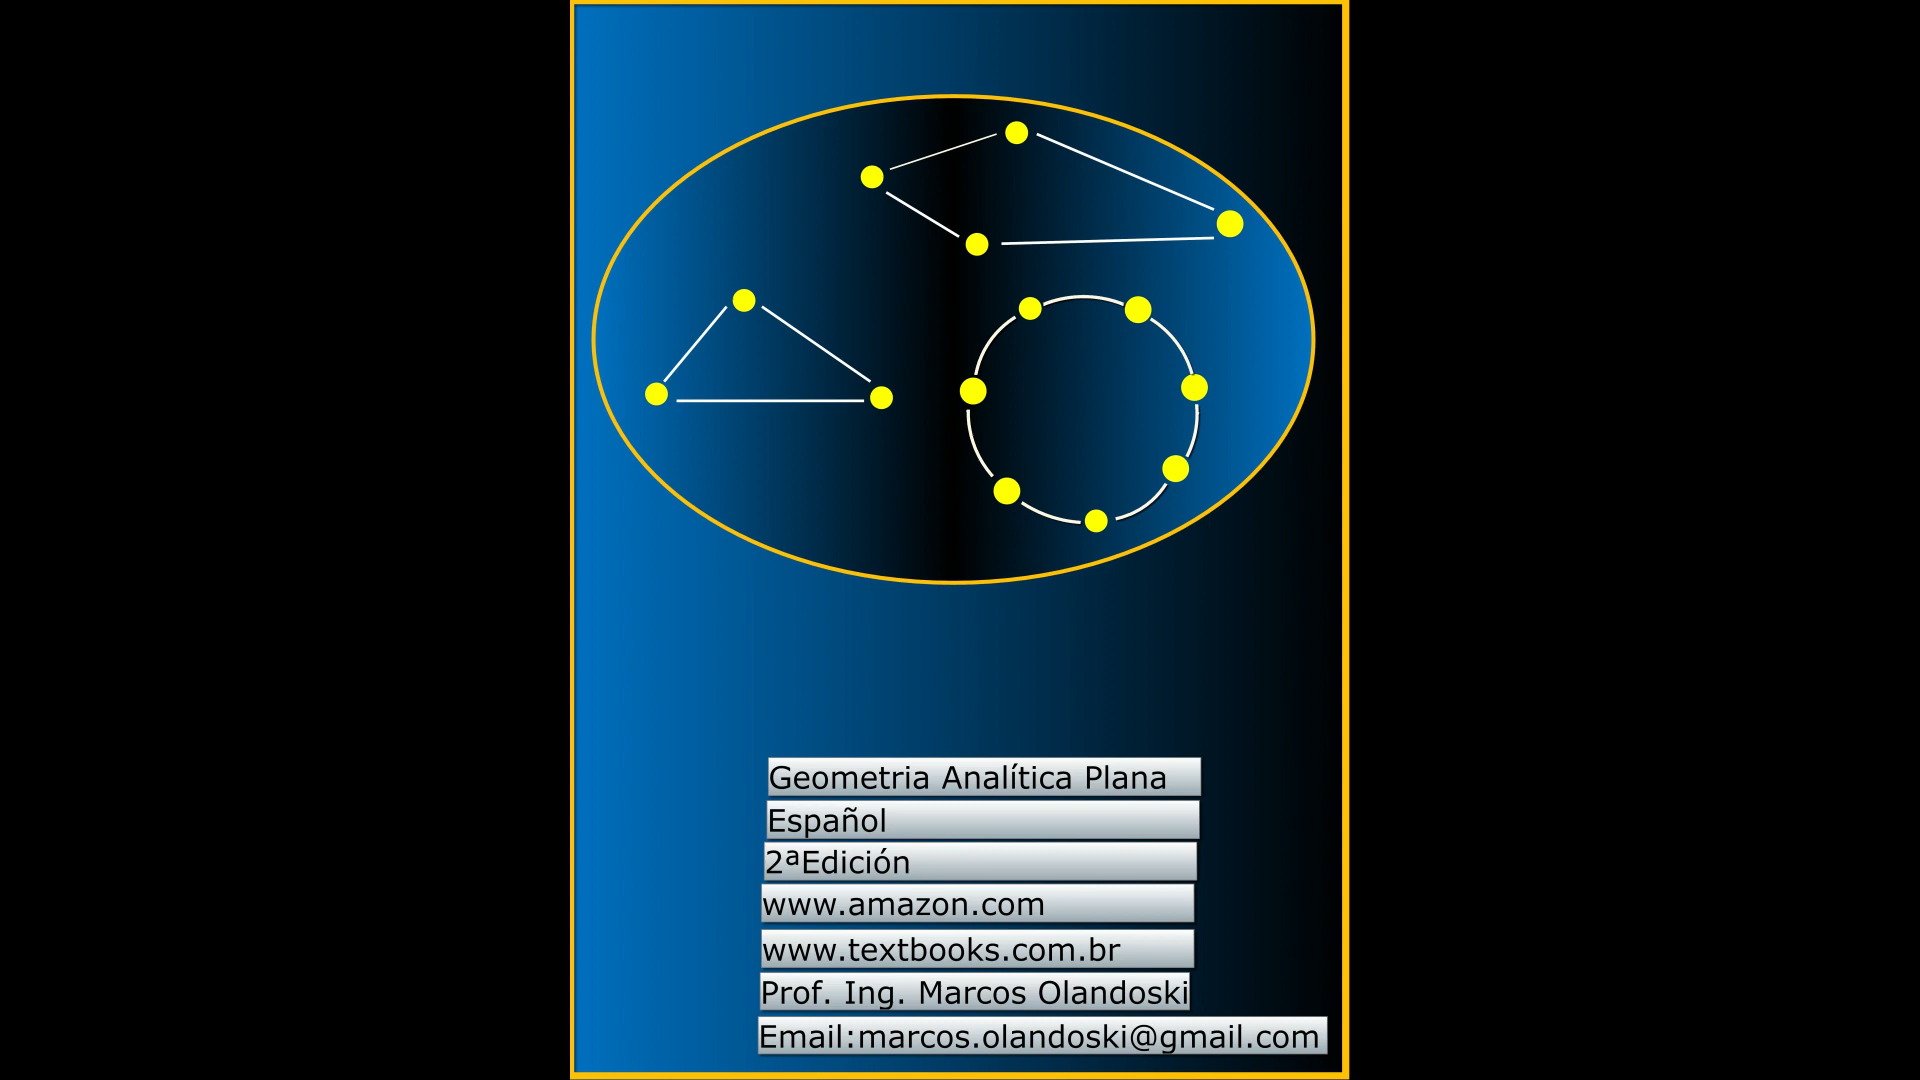 Geometria Analítica Plana
Español
2ªEdición
www.amazon.com
www.textbooks.com.br
Prof. Ing. Marcos Olandoski
Email:marcos.olandoski@gmail.com